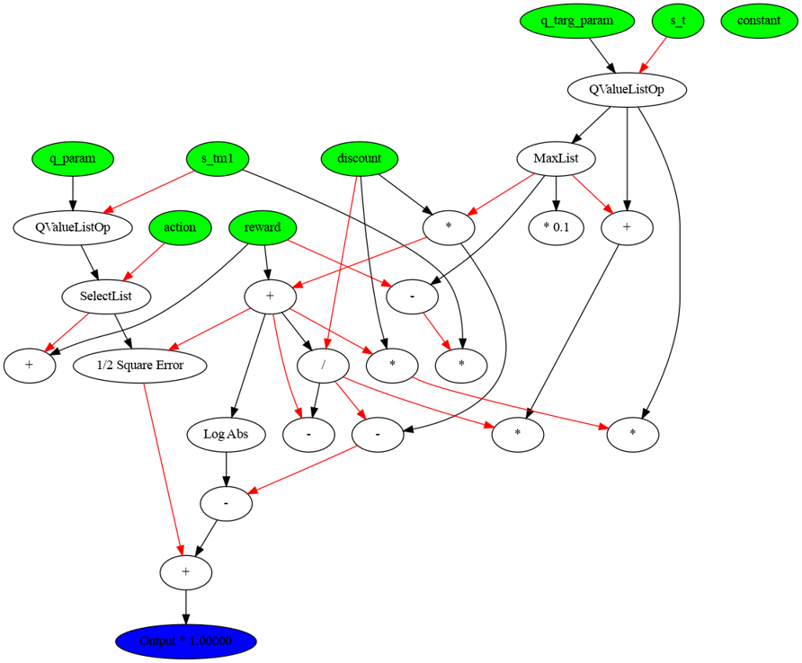 q_targ_param s_t constant
QValueListOp
q_param s_tm1 discount MaxList
QValueListOp action reward * * 0.1 +
SelectList + -
+ 1/2 Square Error / * *
Log Abs - - * *
-
+
Output * 1.00000